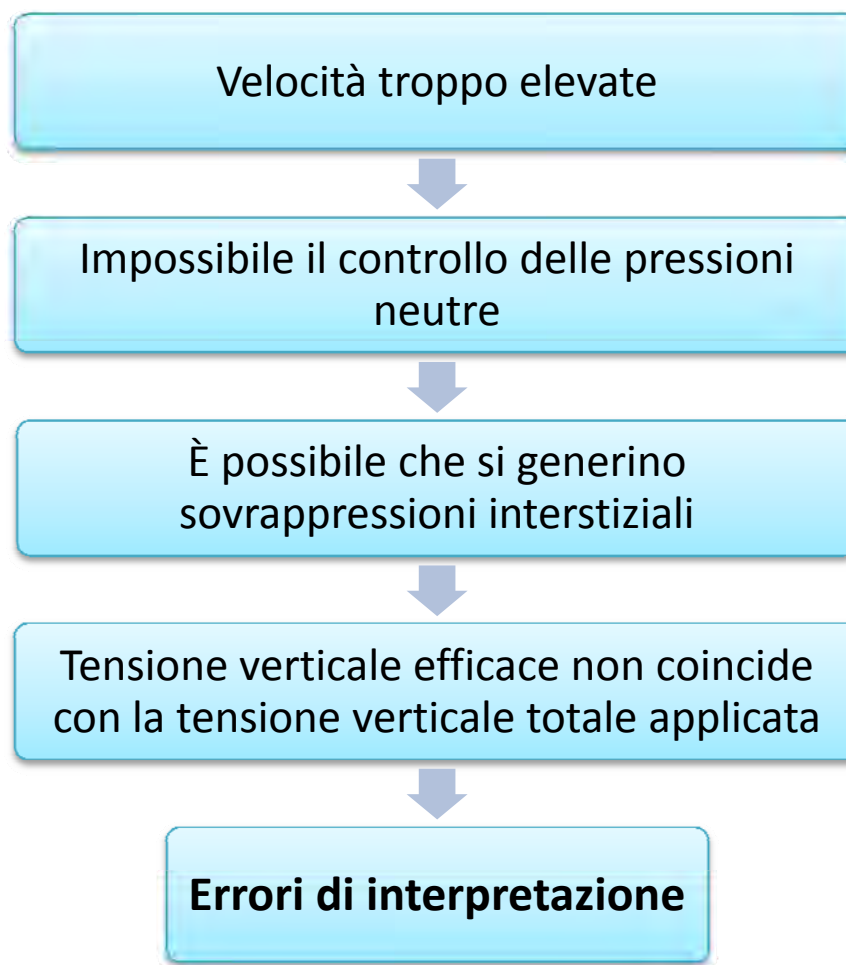 Velocità troppo elevate
Impossibile il controllo delle pressioni
neutre
È possibile che si generino
sovrappressioni interstiziali
Tensione verticale efficace non coincide
con la tensione verticale totale applicata
Errori di interpretazione